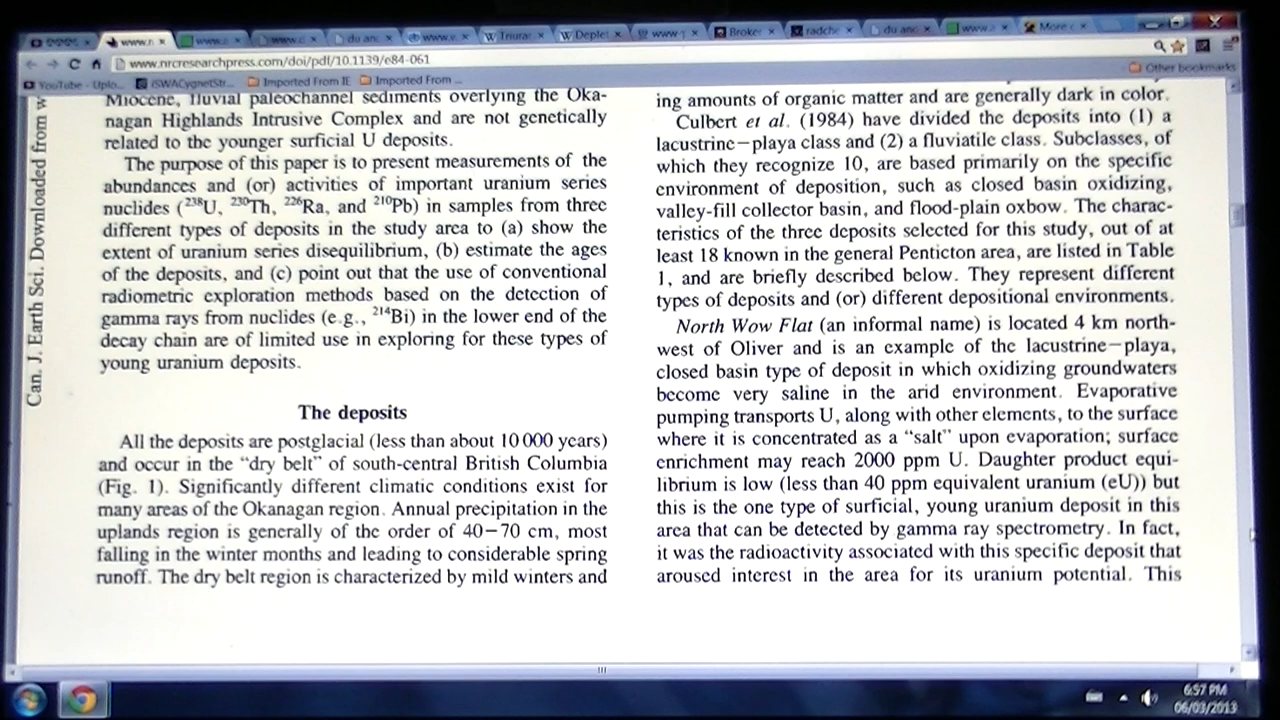 www.n
www.z
www.c
du an
www.v
W Triurar
W Deplet
www
Broker
radche
du and
www.a
More
www.nrcresearchpress.com/doi/pdf/10.1139/e84-061
YouTube - Uplo...
iSWACygnetStr...
Imported From IE
Imported From ...
Other bookmarks
Can. J. Earth Sci. Downloaded from w
Miocene, fluvial paleochannel sediments overlying the Oka-
nagan Highlands Intrusive Complex and are not genetically
related to the younger surficial U deposits.
The purpose of this paper is to present measurements of the
abundances and (or) activities of important uranium series
nuclides (²³⁸U, ²³⁰Th, ²²⁶Ra, and ²¹⁰Pb) in samples from three
different types of deposits in the study area to (a) show the
extent of uranium series disequilibrium, (b) estimate the ages
of the deposits, and (c) point out that the use of conventional
radiometric exploration methods based on the detection of
gamma rays from nuclides (e.g., ²¹⁴Bi) in the lower end of the
decay chain are of limited use in exploring for these types of
young uranium deposits.
The deposits
All the deposits are postglacial (less than about 10 000 years)
and occur in the “dry belt” of south-central British Columbia
(Fig. 1). Significantly different climatic conditions exist for
many areas of the Okanagan region. Annual precipitation in the
uplands region is generally of the order of 40–70 cm, most
falling in the winter months and leading to considerable spring
runoff. The dry belt region is characterized by mild winters and
ing amounts of organic matter and are generally dark in color.
Culbert et al. (1984) have divided the deposits into (1) a
lacustrine–playa class and (2) a fluviatile class. Subclasses, of
which they recognize 10, are based primarily on the specific
environment of deposition, such as closed basin oxidizing,
valley-fill collector basin, and flood-plain oxbow. The charac-
teristics of the three deposits selected for this study, out of at
least 18 known in the general Penticton area, are listed in Table
1, and are briefly described below. They represent different
types of deposits and (or) different depositional environments.
North Wow Flat (an informal name) is located 4 km north-
west of Oliver and is an example of the lacustrine–playa,
closed basin type of deposit in which oxidizing groundwaters
become very saline in the arid environment. Evaporative
pumping transports U, along with other elements, to the surface
where it is concentrated as a “salt” upon evaporation; surface
enrichment may reach 2000 ppm U. Daughter product equi-
librium is low (less than 40 ppm equivalent uranium (eU)) but
this is the one type of surficial, young uranium deposit in this
area that can be detected by gamma ray spectrometry. In fact,
it was the radioactivity associated with this specific deposit that
aroused interest in the area for its uranium potential. This
6:57 PM
06/03/2013